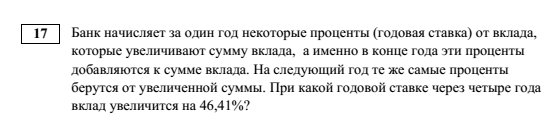 17
Банк начисляет за один год некоторые проценты (годовая ставка) от вклада,
которые увеличивают сумму вклада, а именно в конце года эти проценты
добавляются к сумме вклада. На следующий год те же самые проценты
берутся от увеличенной суммы. При какой годовой ставке через четыре года
вклад увеличится на 46,41%?